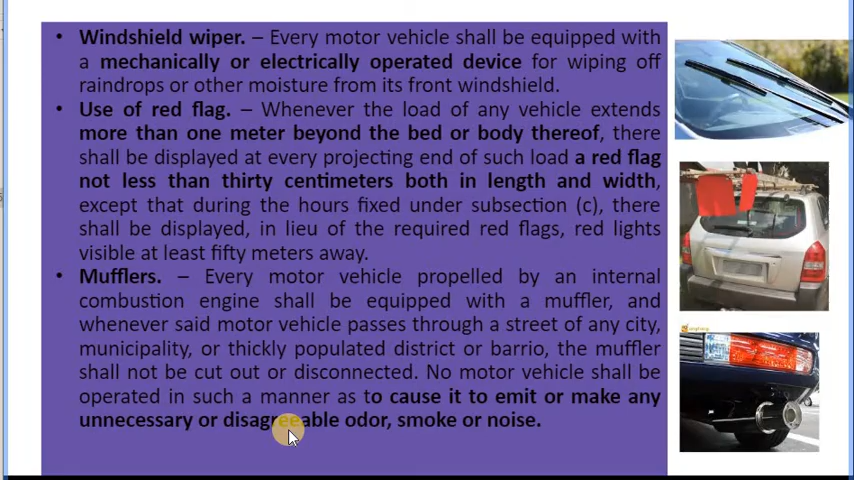 • Windshield wiper. – Every motor vehicle shall be equipped with
a mechanically or electrically operated device for wiping off
raindrops or other moisture from its front windshield.
• Use of red flag. – Whenever the load of any vehicle extends
more than one meter beyond the bed or body thereof, there
shall be displayed at every projecting end of such load a red flag
not less than thirty centimeters both in length and width,
except that during the hours fixed under subsection (c), there
shall be displayed, in lieu of the required red flags, red lights
visible at least fifty meters away.
• Mufflers. – Every motor vehicle propelled by an internal
combustion engine shall be equipped with a muffler, and
whenever said motor vehicle passes through a street of any city,
municipality, or thickly populated district or barrio, the muffler
shall not be cut out or disconnected. No motor vehicle shall be
operated in such a manner as to cause it to emit or make any
unnecessary or disagreeable odor, smoke or noise.